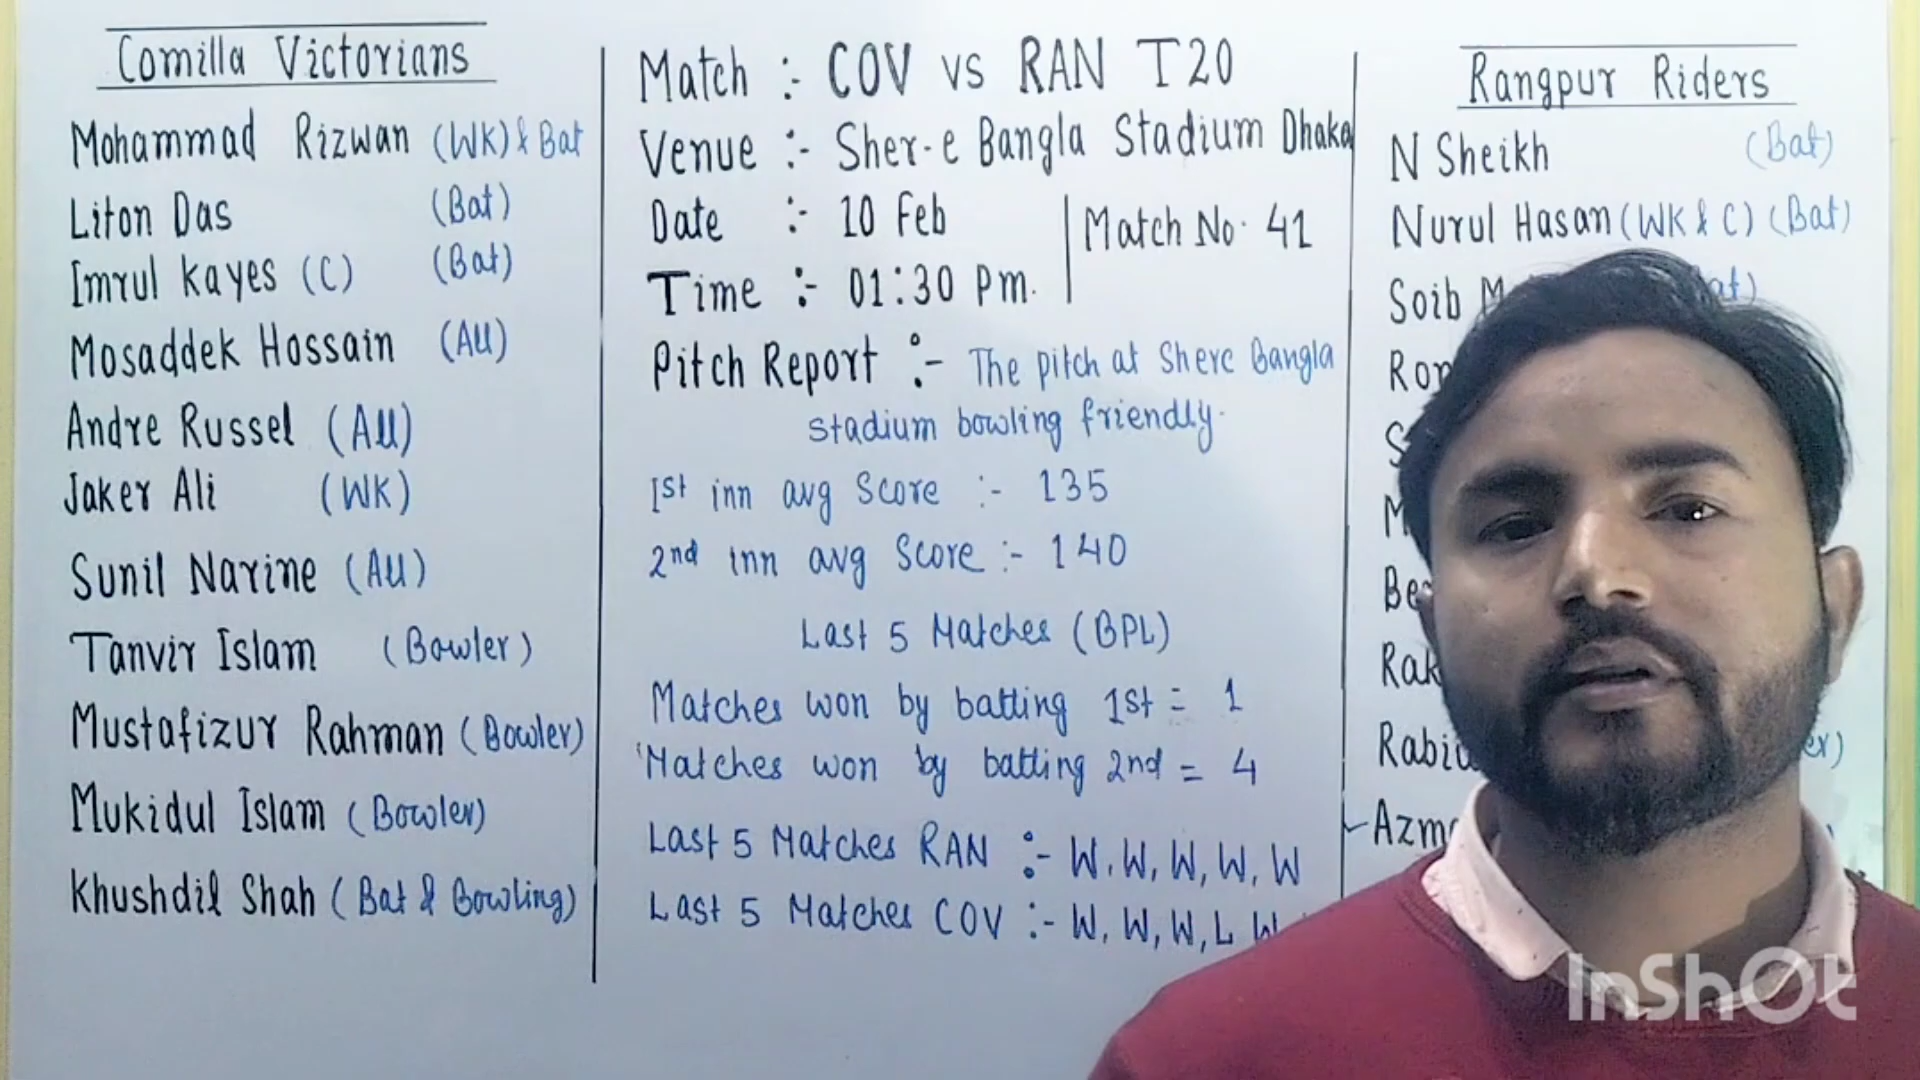 Comilla Victorians
Mohammad Rizwan (WK) & Bat
Liton Das (Bat)
Imrul Kayes (C) (Bat)
Mosaddek Hossain (All)
Andre Russel (All)
Jaker Ali (WK)
Sunil Narine (All)
Tanvir Islam (Bowler)
Mustafizur Rahman (Bowler)
Mukidul Islam (Bowler)
Khushdil Shah (Bat & Bowling)
Match :- COV vs RAN T20
Venue :- Sher-e Bangla Stadium Dhaka
Date :- 10 Feb
Match No. 41
Time :- 01:30 Pm.
Pitch Report :- The pitch at Shere Bangla
stadium bowling friendly.
1st inn avg Score :- 135
2nd inn avg Score :- 140
Last 5 Matches (BPL)
Matches won by batting 1st = 1
Matches won by batting 2nd = 4
Last 5 Matches RAN :- W, W, W, W, W
Last 5 Matches COV :- W, W, W, L W
Rangpur Riders
N Sheikh (Bat)
Nurul Hasan (WK & C) (Bat)
Soib
InShOt